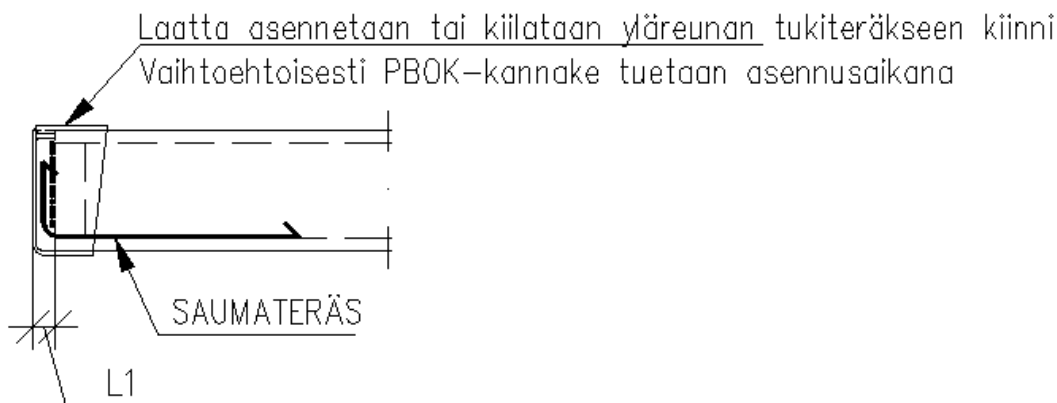 Laatta asennetaan tai kiilataan yläreunan tukiteräkseen kiinni
Vaihtoehtoisesti PBOK-kannake tuetaan asennusaikana
SAUMATERÄS
L1